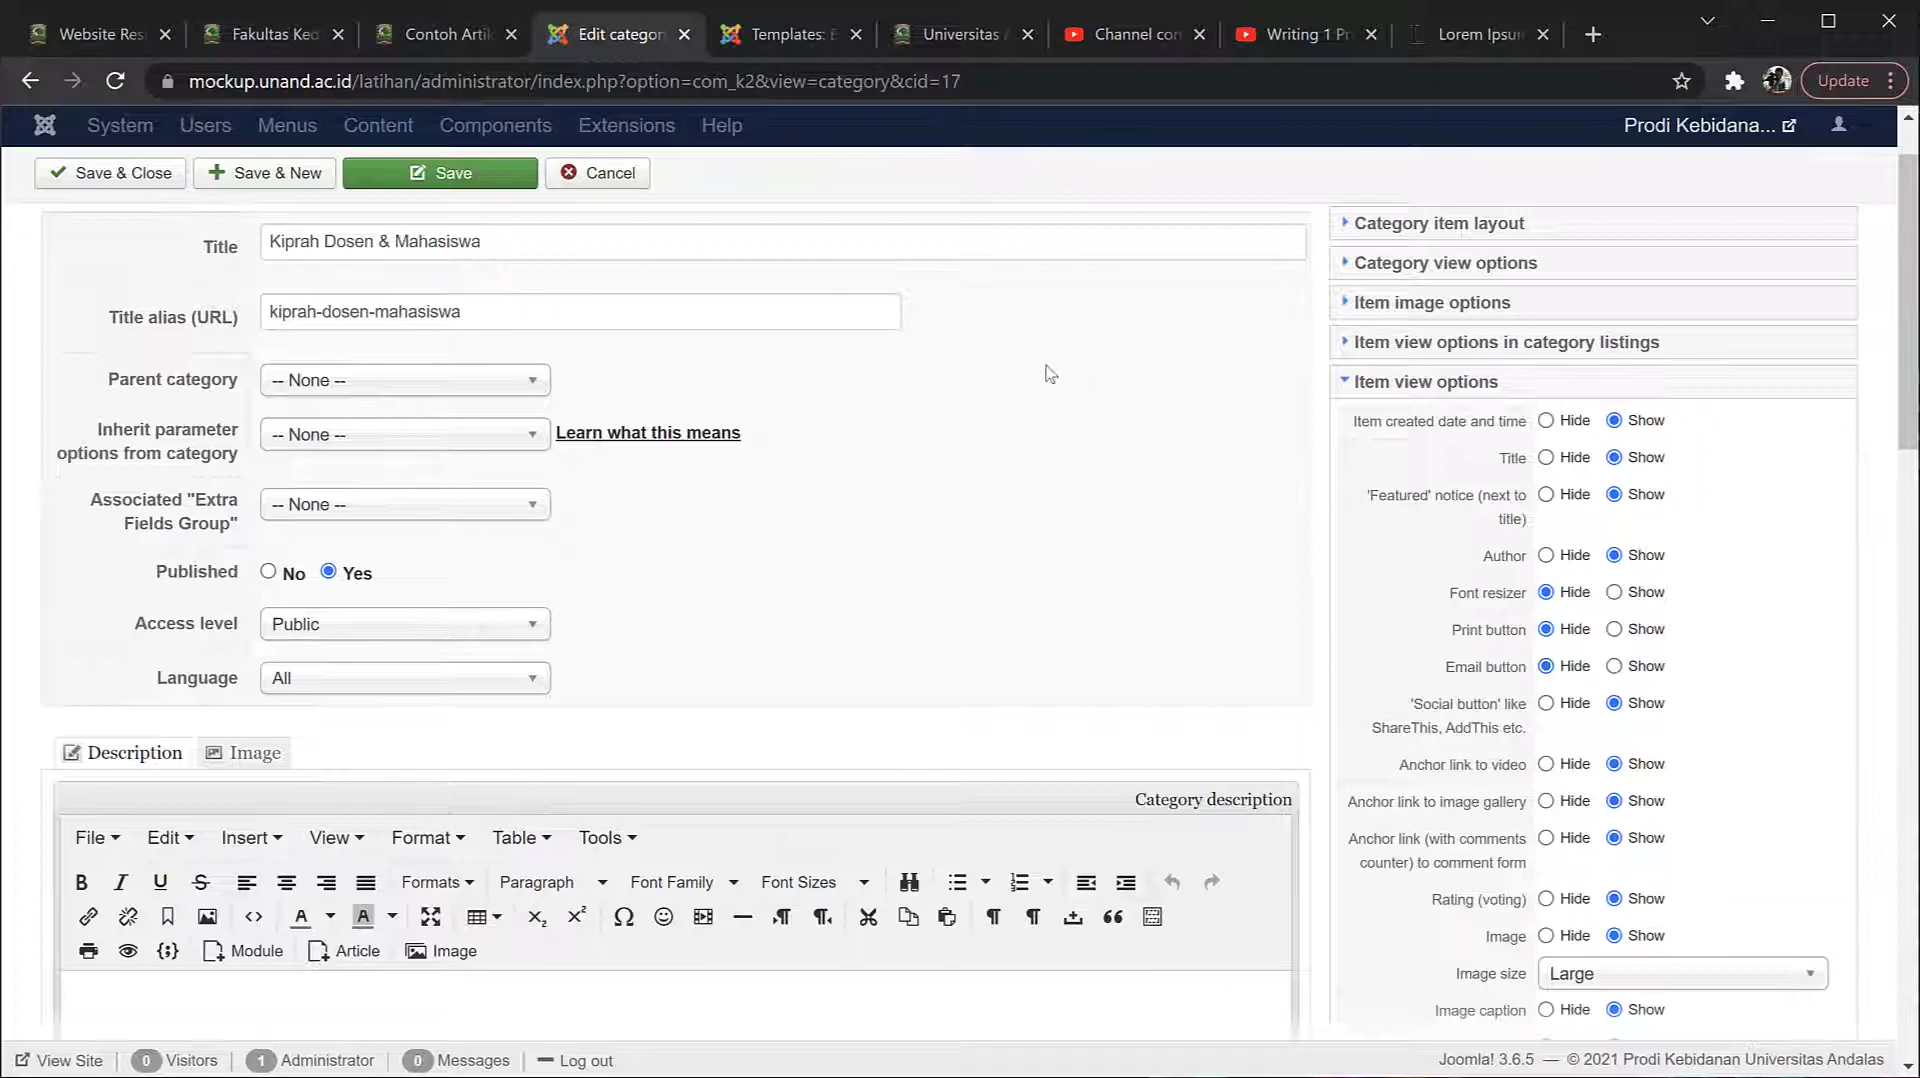 Website Res
Fakultas Ked
Contoh Arti
Edit categor
Templates: E
Universitas
Channel con
Writing 1 Pr
Lorem Ipsu
mockup.unand.ac.id/latihan/administrator/index.php?option=com_k2&view=category&cid=17
Update
System Users Menus Content Components Extensions Help
Prodi Kebidana...
Save & Close
Save & New
Save
Cancel
Title
Kiprah Dosen & Mahasiswa
Title alias (URL)
kiprah-dosen-mahasiswa
Parent category
-- None --
Inherit parameter
options from category
-- None --
Learn what this means
Associated "Extra
Fields Group"
-- None --
Published
No Yes
Access level
Public
Language
All
Description
Image
Category description
File Edit Insert View Format Table Tools
Formats Paragraph Font Family Font Sizes
Module Article Image
Category item layout
Category view options
Item image options
Item view options in category listings
Item view options
Item created date and time Hide Show
Title Hide Show
'Featured' notice (next to
title) Hide Show
Author Hide Show
Font resizer Hide Show
Print button Hide Show
Email button Hide Show
'Social button' like
ShareThis, AddThis etc. Hide Show
Anchor link to video Hide Show
Anchor link to image gallery Hide Show
Anchor link (with comments
counter) to comment form Hide Show
Rating (voting) Hide Show
Image Hide Show
Image size Large
Image caption Hide Show
View Site 0 Visitors 1 Administrator 0 Messages Log out
Joomla! 3.6.5 — © 2021 Prodi Kebidanan Universitas Andalas